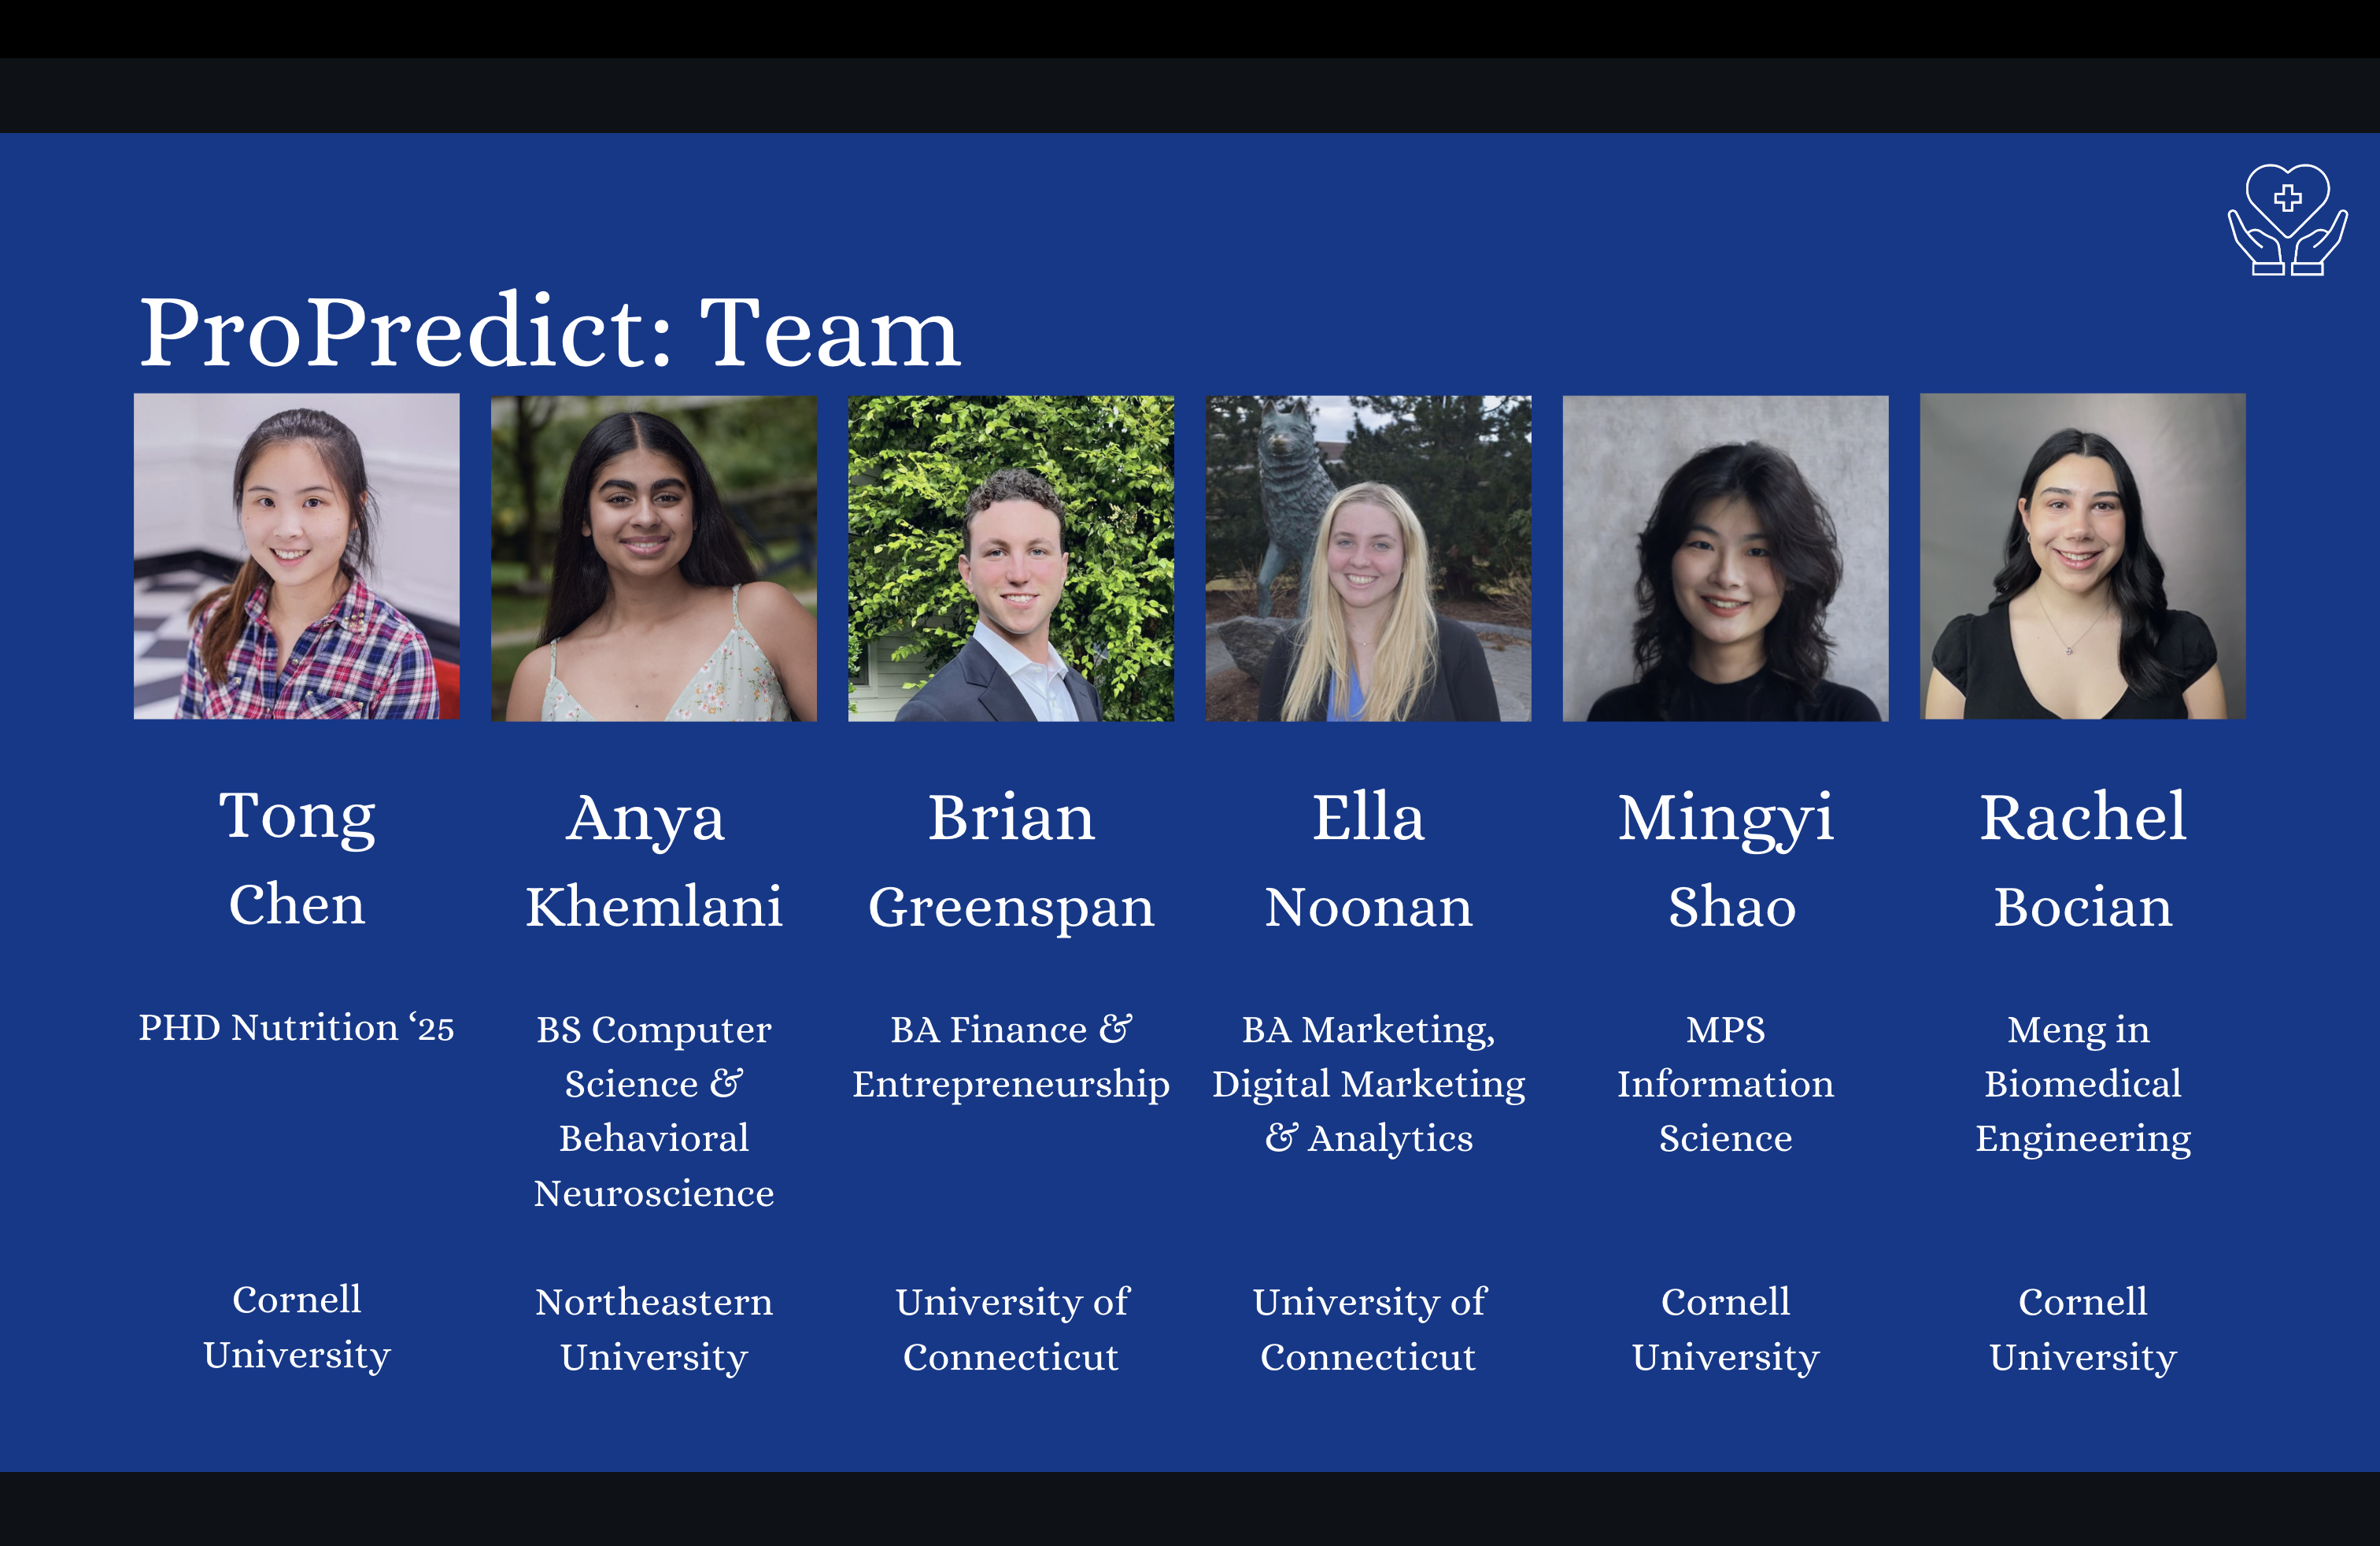 ProPredict: Team
Tong
Chen
PHD Nutrition ‘25
Cornell
University
Anya
Khemlani
BS Computer
Science &
Behavioral
Neuroscience
Northeastern
University
Brian
Greenspan
BA Finance &
Entrepreneurship
University of
Connecticut
Ella
Noonan
BA Marketing,
Digital Marketing
& Analytics
University of
Connecticut
Mingyi
Shao
MPS
Information
Science
Cornell
University
Rachel
Bocian
Meng in
Biomedical
Engineering
Cornell
University